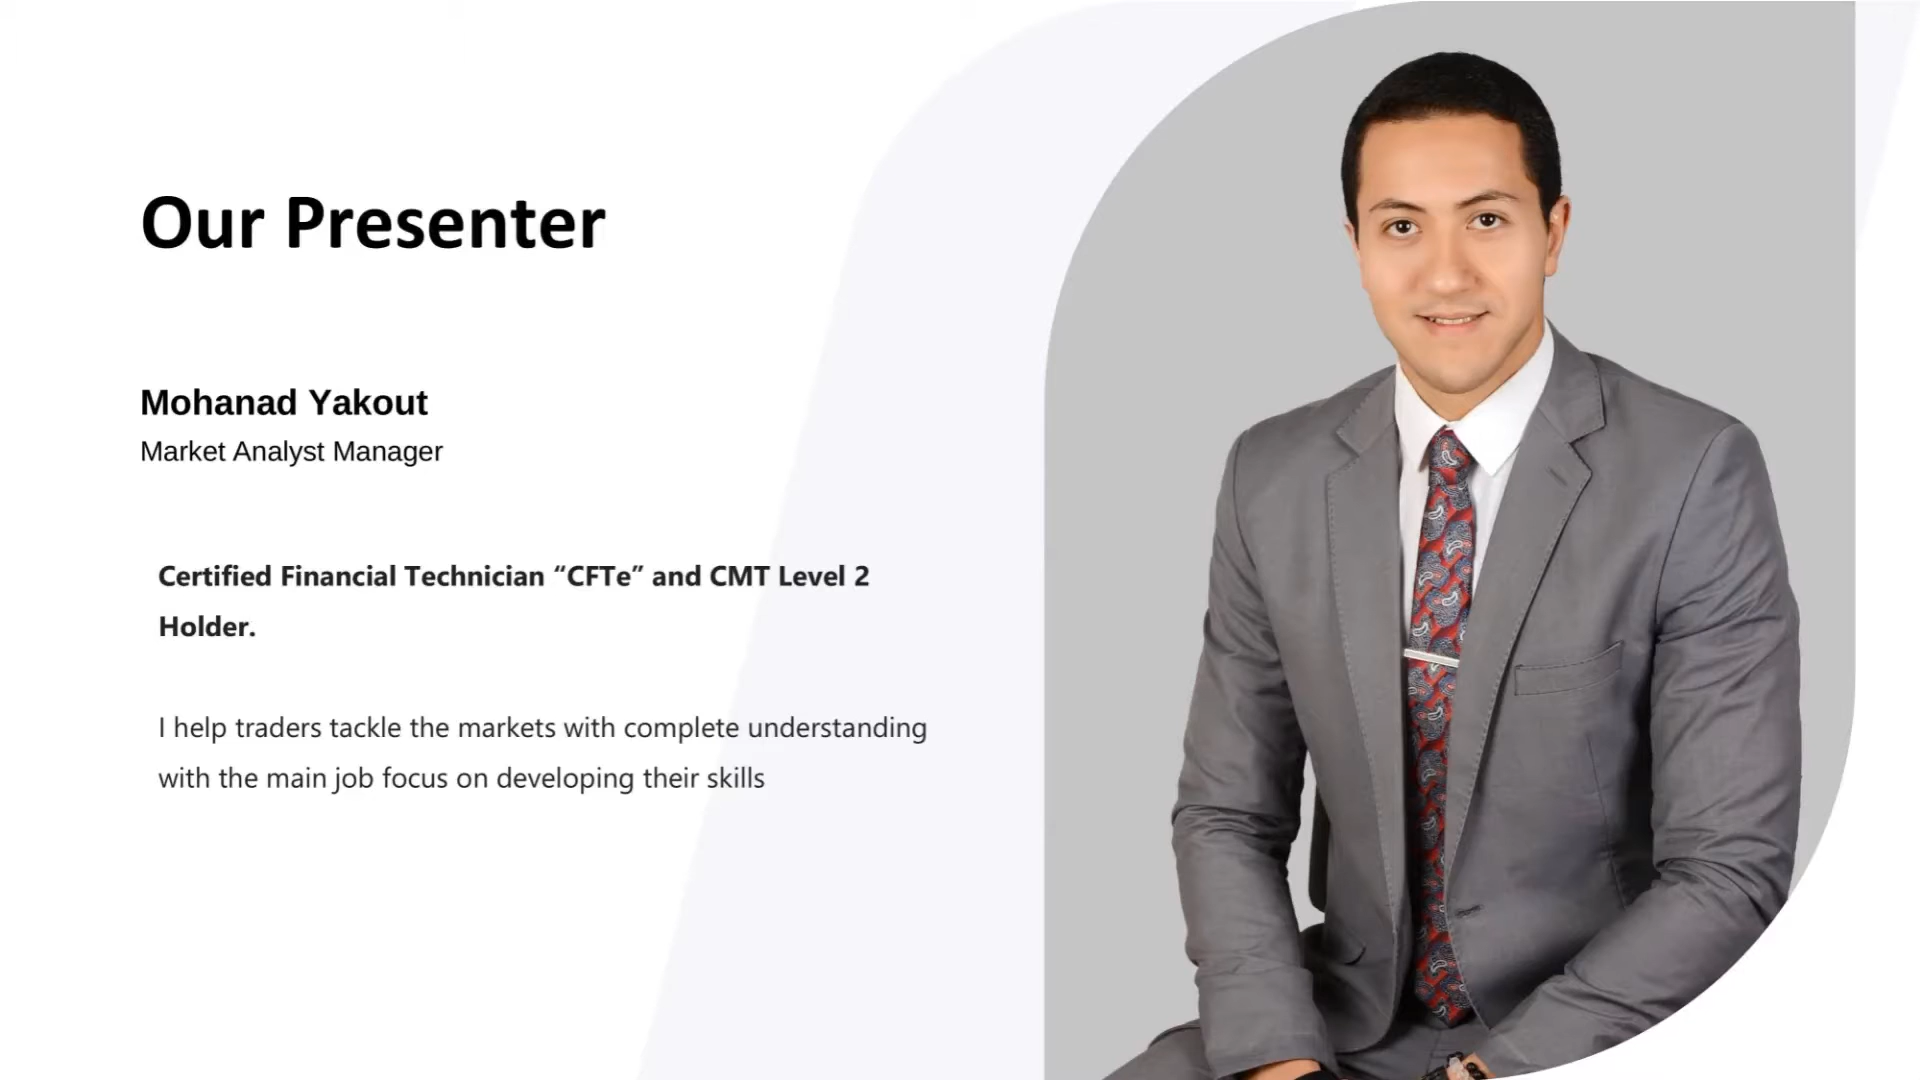 Our Presenter
Mohanad Yakout
Market Analyst Manager
Certified Financial Technician “CFTe” and CMT Level 2
Holder.
I help traders tackle the markets with complete understanding
with the main job focus on developing their skills